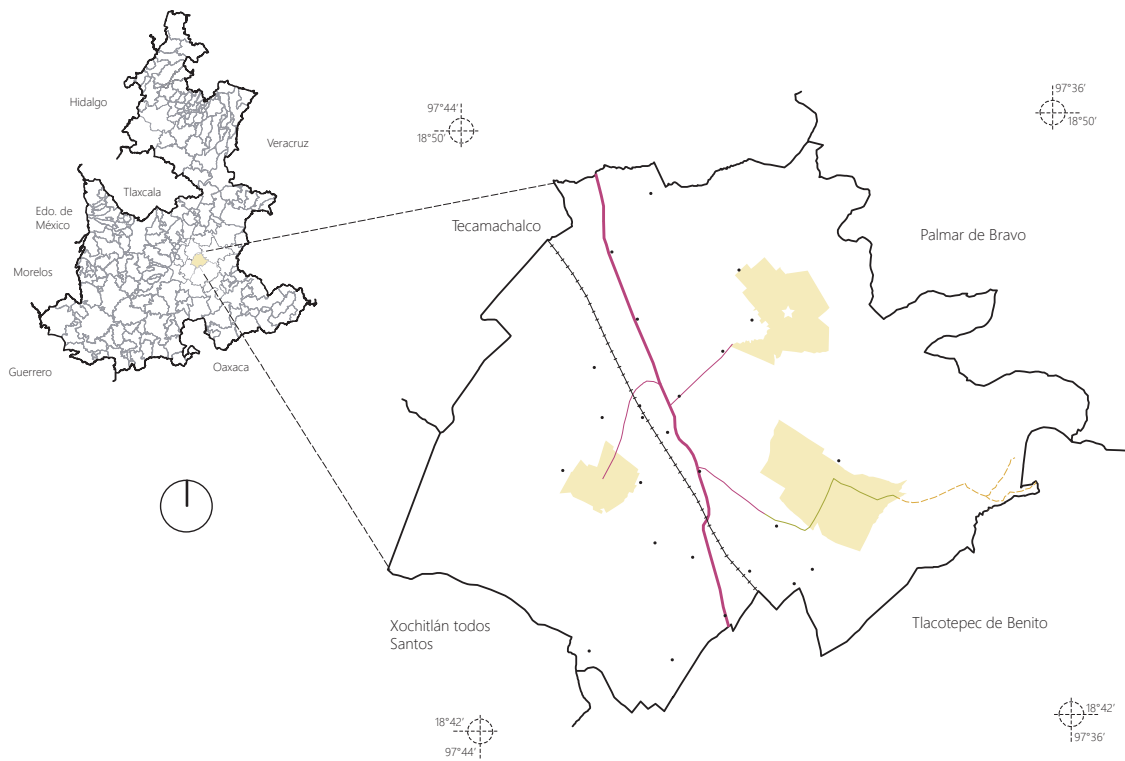 Hidalgo
Veracruz
Tlaxcala
Edo. de
México
Morelos
Guerrero
Oaxaca
97°44'
18°50'
97°36'
18°50'
Tecamachalco
Palmar de Bravo
Xochitlán todos
Santos
Tlacotepec de Benito
18°42'
97°44'
18°42'
97°36'